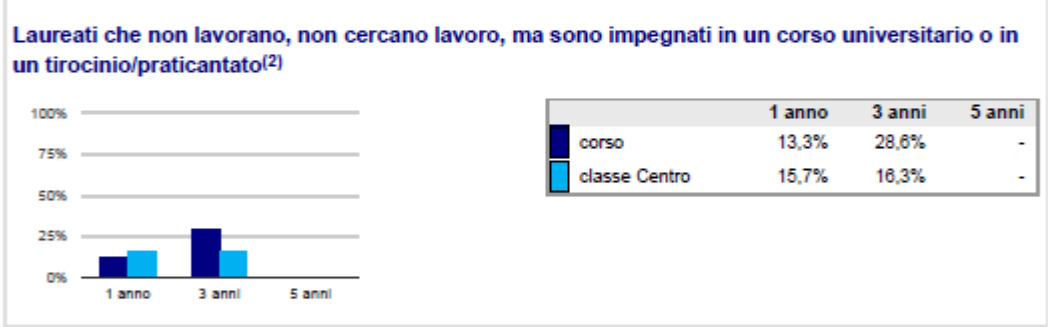 Laureati che non lavorano, non cercano lavoro, ma sono impegnati in un corso universitario o in
un tirocinio/praticantato(2)
100%
75%
50%
25%
0%
1 anno 3 anni 5 anni
1 anno 3 anni 5 anni
corso 13,3% 28,6% -
classe Centro 15,7% 16,3% -